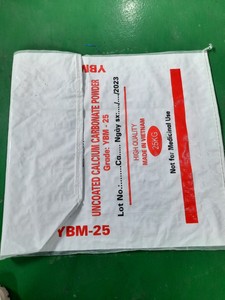 YBM
UNCOATED CALCIUM CARBONATE POWDER
Grade: YBM - 25
Lot No.:.........Ca..... Ngày sx:..../..../2023
HIGH QUALITY
MADE IN VIETNAM
25KG
Not for Medicinal Use
YBM-25